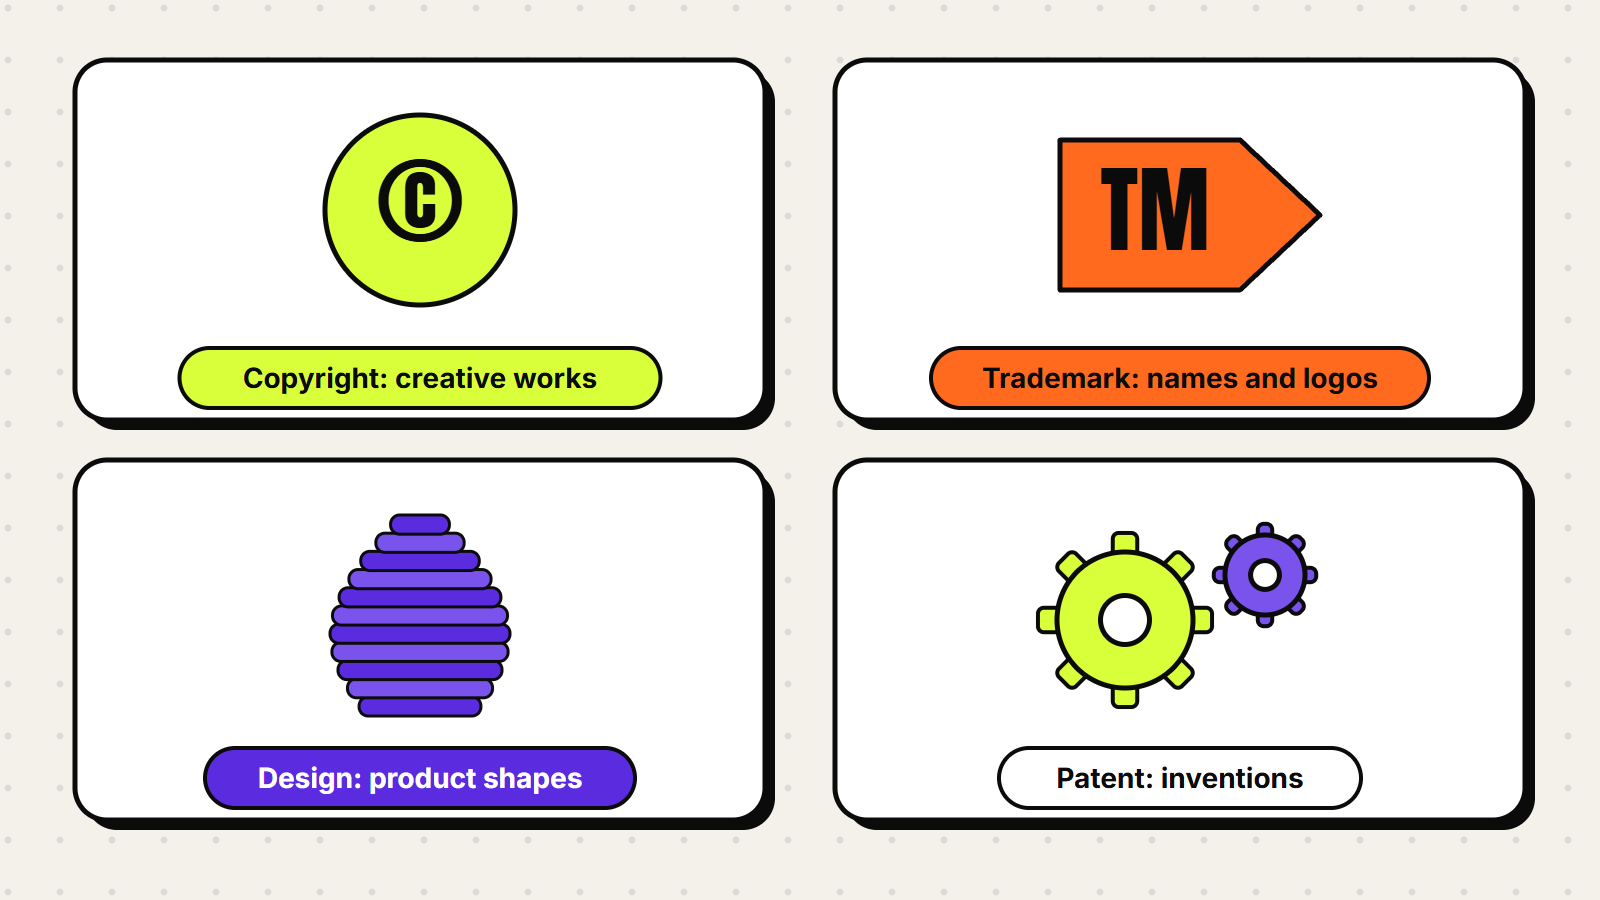 ©
TM
Copyright: creative works
Trademark: names and logos
Design: product shapes
Patent: inventions